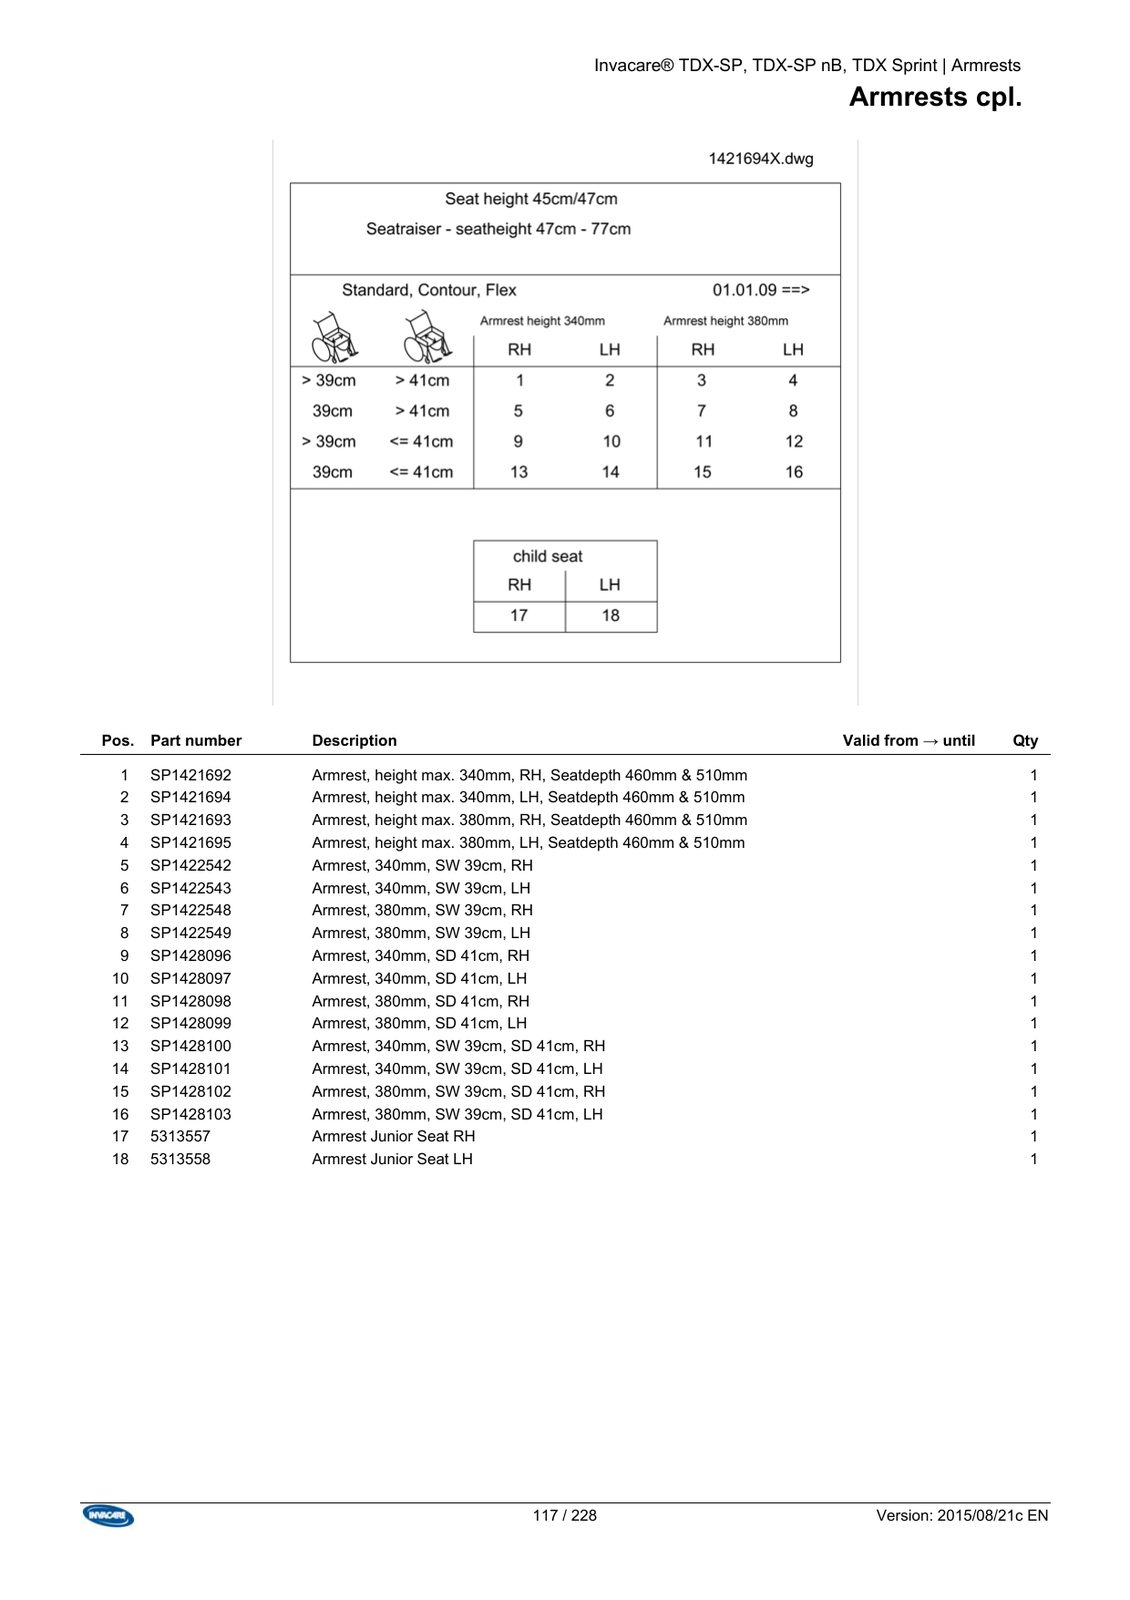 Invacare® TDX-SP, TDX-SP nB, TDX Sprint | Armrests
Armrests cpl.
1421694X.dwg
Seat height 45cm/47cm
Seatraiser - seatheight 47cm - 77cm
Standard, Contour, Flex 01.01.09 ==>
Armrest height 340mm Armrest height 380mm
RH LH RH LH
> 39cm > 41cm 1 2 3 4
39cm > 41cm 5 6 7 8
> 39cm <= 41cm 9 10 11 12
39cm <= 41cm 13 14 15 16
child seat
RH LH
17 18
Pos. Part number Description Valid from → until Qty
1 SP1421692 Armrest, height max. 340mm, RH, Seatdepth 460mm & 510mm 1
2 SP1421694 Armrest, height max. 340mm, LH, Seatdepth 460mm & 510mm 1
3 SP1421693 Armrest, height max. 380mm, RH, Seatdepth 460mm & 510mm 1
4 SP1421695 Armrest, height max. 380mm, LH, Seatdepth 460mm & 510mm 1
5 SP1422542 Armrest, 340mm, SW 39cm, RH 1
6 SP1422543 Armrest, 340mm, SW 39cm, LH 1
7 SP1422548 Armrest, 380mm, SW 39cm, RH 1
8 SP1422549 Armrest, 380mm, SW 39cm, LH 1
9 SP1428096 Armrest, 340mm, SD 41cm, RH 1
10 SP1428097 Armrest, 340mm, SD 41cm, LH 1
11 SP1428098 Armrest, 380mm, SD 41cm, RH 1
12 SP1428099 Armrest, 380mm, SD 41cm, LH 1
13 SP1428100 Armrest, 340mm, SW 39cm, SD 41cm, RH 1
14 SP1428101 Armrest, 340mm, SW 39cm, SD 41cm, LH 1
15 SP1428102 Armrest, 380mm, SW 39cm, SD 41cm, RH 1
16 SP1428103 Armrest, 380mm, SW 39cm, SD 41cm, LH 1
17 5313557 Armrest Junior Seat RH 1
18 5313558 Armrest Junior Seat LH 1
INVACARE 117 / 228 Version: 2015/08/21c EN